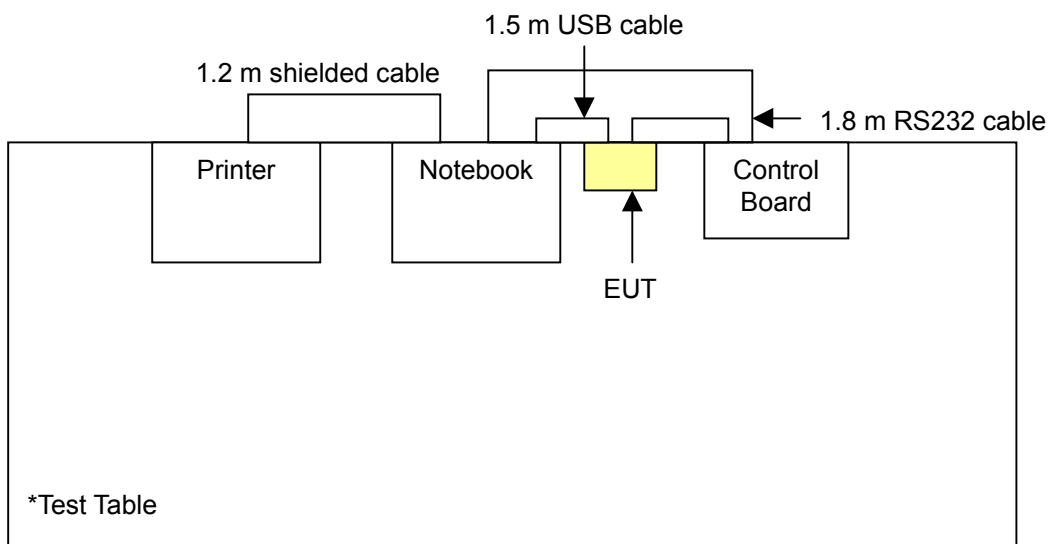 1.5 m USB cable
1.2 m shielded cable
1.8 m RS232 cable
Printer
Notebook
Control
Board
EUT
*Test Table